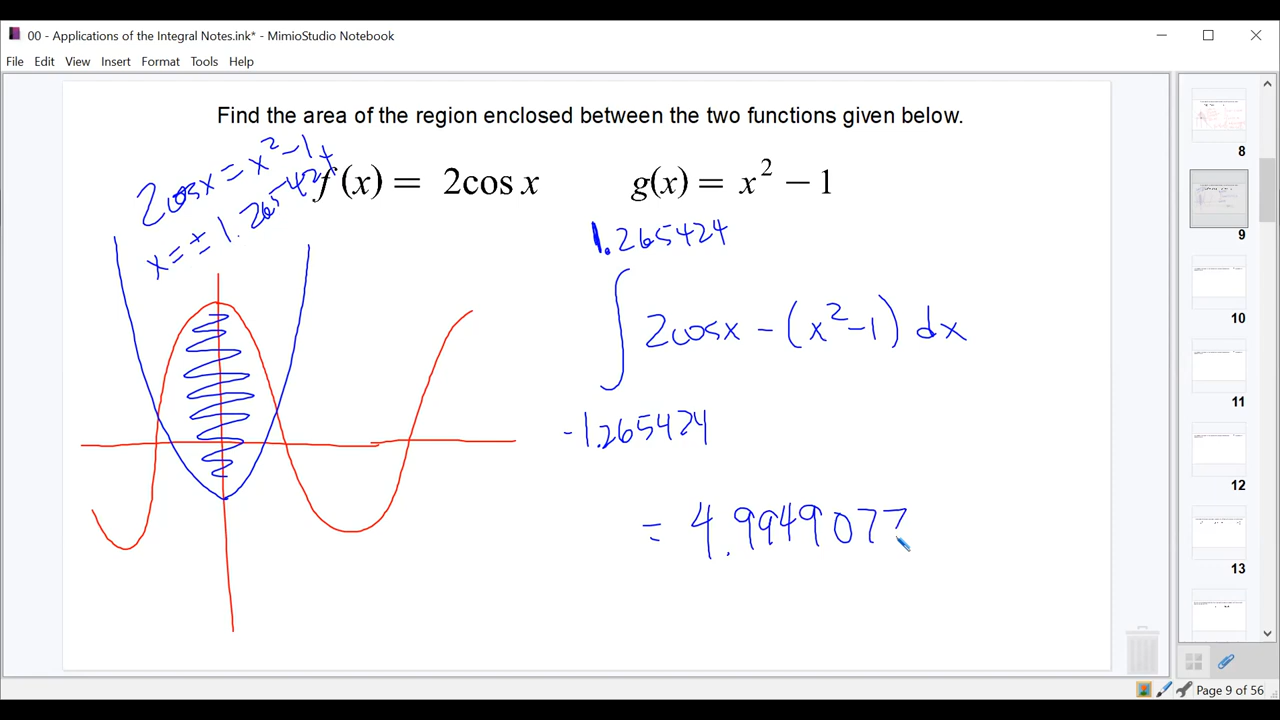 00 - Applications of the Integral Notes.ink* - MimioStudio Notebook
File Edit View Insert Format Tools Help
Find the area of the region enclosed between the two functions given below.
2cosx = x² - 1
x = ± 1.265424
f(x) = 2cos x
g(x) = x² − 1
1.265424
∫ 2cosx - (x² - 1) dx
-1.265424
= 4.9949077
8
9
10
11
12
13
Page 9 of 56